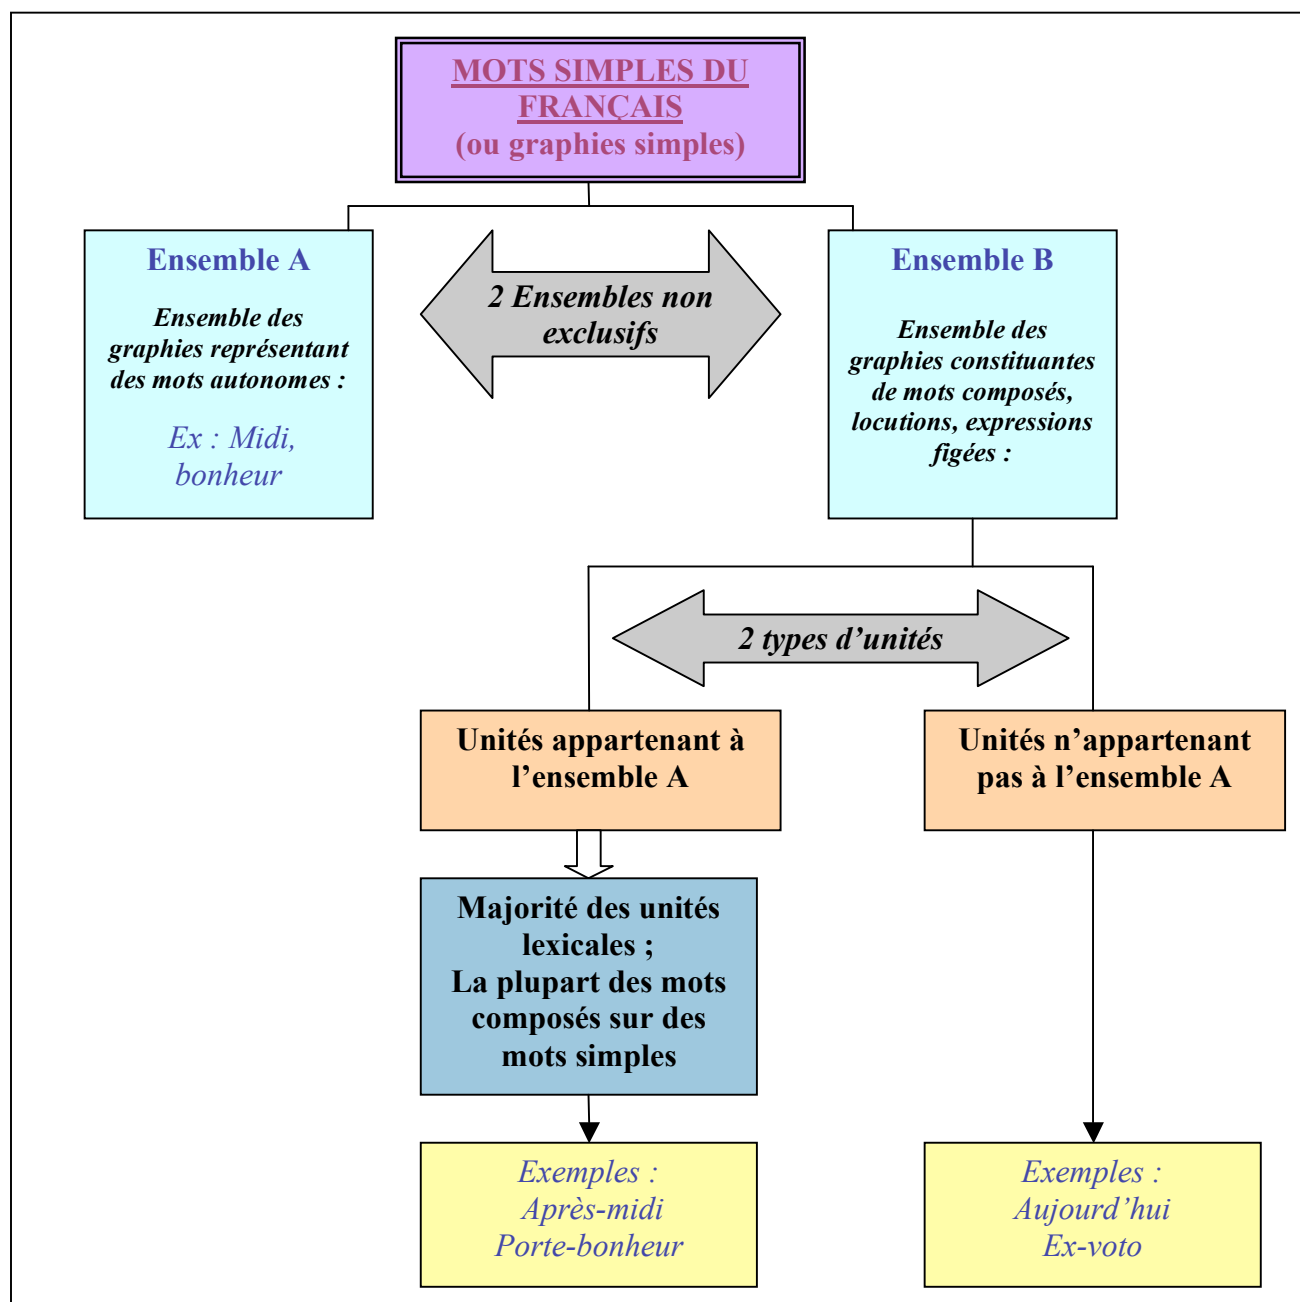 MOTS SIMPLES DU
FRANÇAIS
(ou graphies simples)
Ensemble A
Ensemble des
graphies représentant
des mots autonomes :
Ex : Midi,
bonheur
2 Ensembles non
exclusifs
Ensemble B
Ensemble des
graphies constituantes
de mots composés,
locutions, expressions
figées :
2 types d’unités
Unités appartenant à
l’ensemble A
Unités n’appartenant
pas à l’ensemble A
Majorité des unités
lexicales ;
La plupart des mots
composés sur des
mots simples
Exemples :
Après-midi
Porte-bonheur
Exemples :
Aujourd’hui
Ex-voto